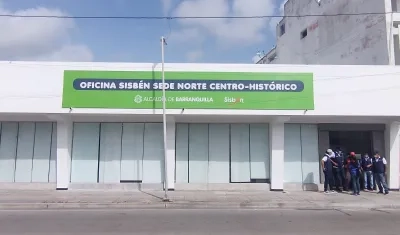 OFICINA SISBÉN SEDE NORTE CENTRO-HISTÓRICO
ALCALDÍA DE BARRANQUILLA Sisbén